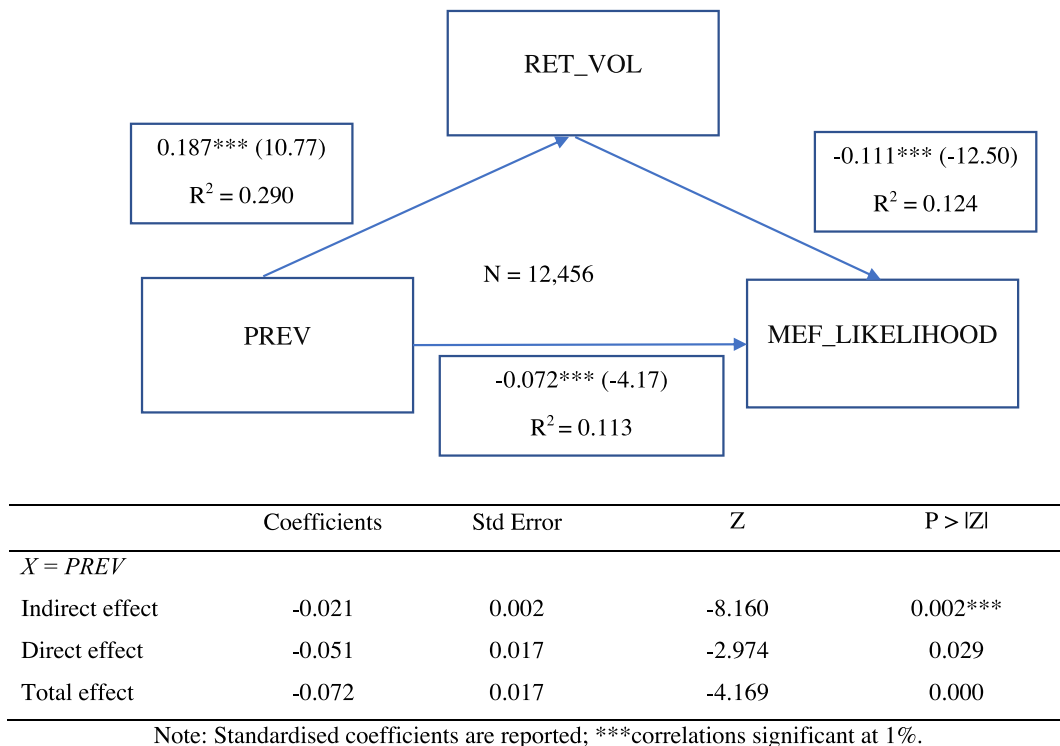 RET_VOL
0.187*** (10.77)
R² = 0.290
-0.111*** (-12.50)
R² = 0.124
N = 12,456
PREV
MEF_LIKELIHOOD
-0.072*** (-4.17)
R² = 0.113
Coefficients Std Error Z P > |Z|
X = PREV
Indirect effect -0.021 0.002 -8.160 0.002***
Direct effect -0.051 0.017 -2.974 0.029
Total effect -0.072 0.017 -4.169 0.000
Note: Standardised coefficients are reported; ***correlations significant at 1%.